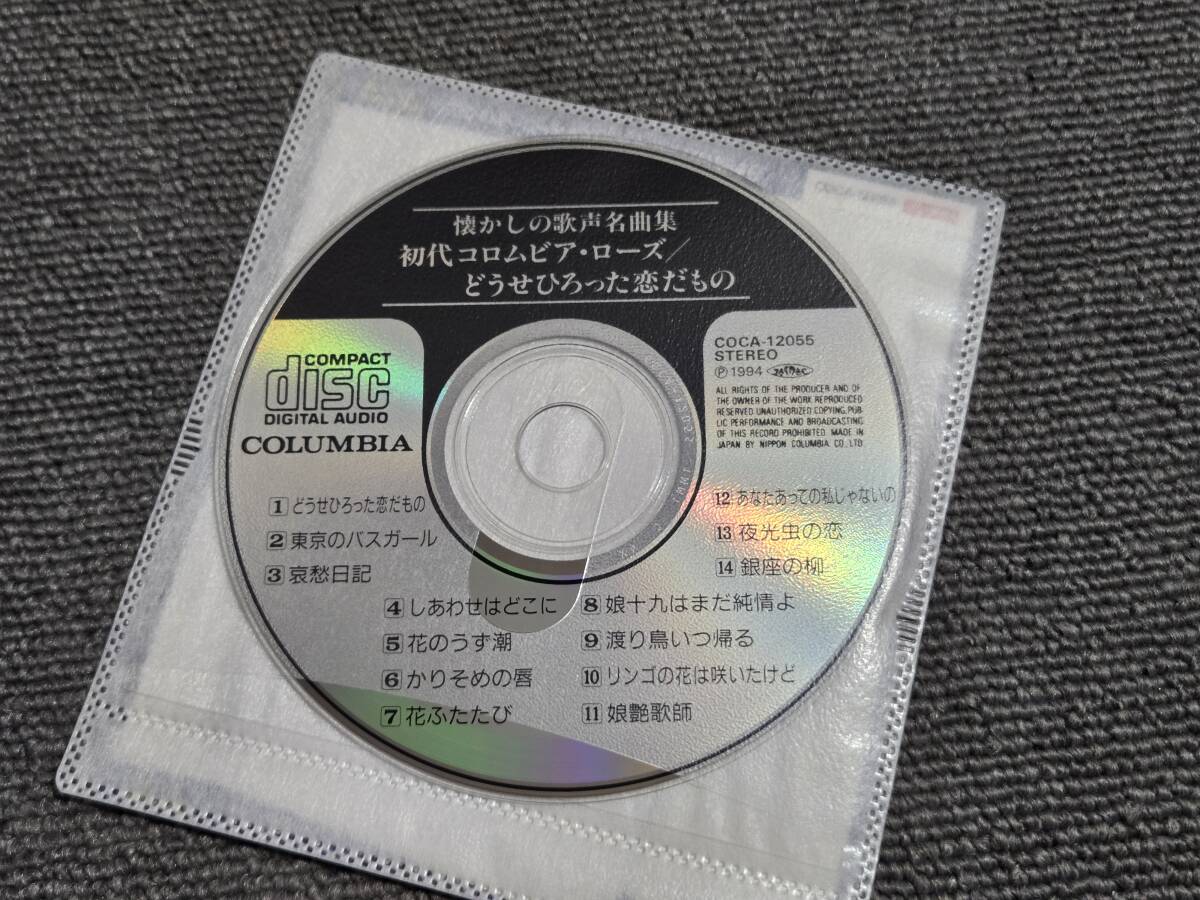 懐かしの歌声名曲集
初代コロムビア・ローズ／
どうせひろった恋だもの
COMPACT
disc
DIGITAL AUDIO
COLUMBIA
COCA-12055
STEREO
Ⓟ1994
ALL RIGHTS OF THE PRODUCER AND OF
THE OWNER OF THE WORK REPRODUCED
RESERVED. UNAUTHORIZED COPYING, PUB-
LIC PERFORMANCE AND BROADCASTING
OF THIS RECORD PROHIBITED. MADE IN
JAPAN BY NIPPON COLUMBIA CO., LTD.
1 どうせひろった恋だもの
2 東京のバスガール
3 哀愁日記
4 しあわせはどこに
5 花のうず潮
6 かりそめの唇
7 花ふたたび
8 娘十九はまだ純情よ
9 渡り鳥いつ帰る
10 リンゴの花は咲いたけど
11 娘艶歌師
12 あなたあっての私じゃないの
13 夜光虫の恋
14 銀座の柳